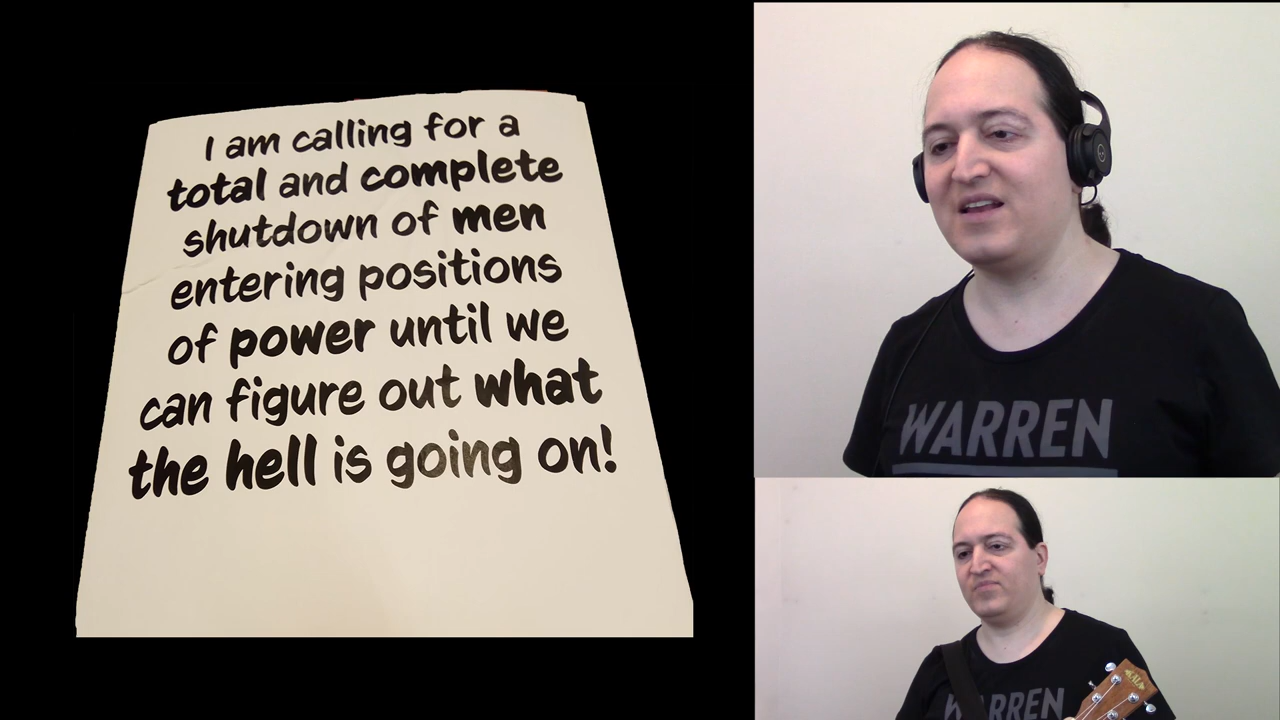 I am calling for a
total and complete
shutdown of men
entering positions
of power until we
can figure out what
the hell is going on!
WARREN
WARREN